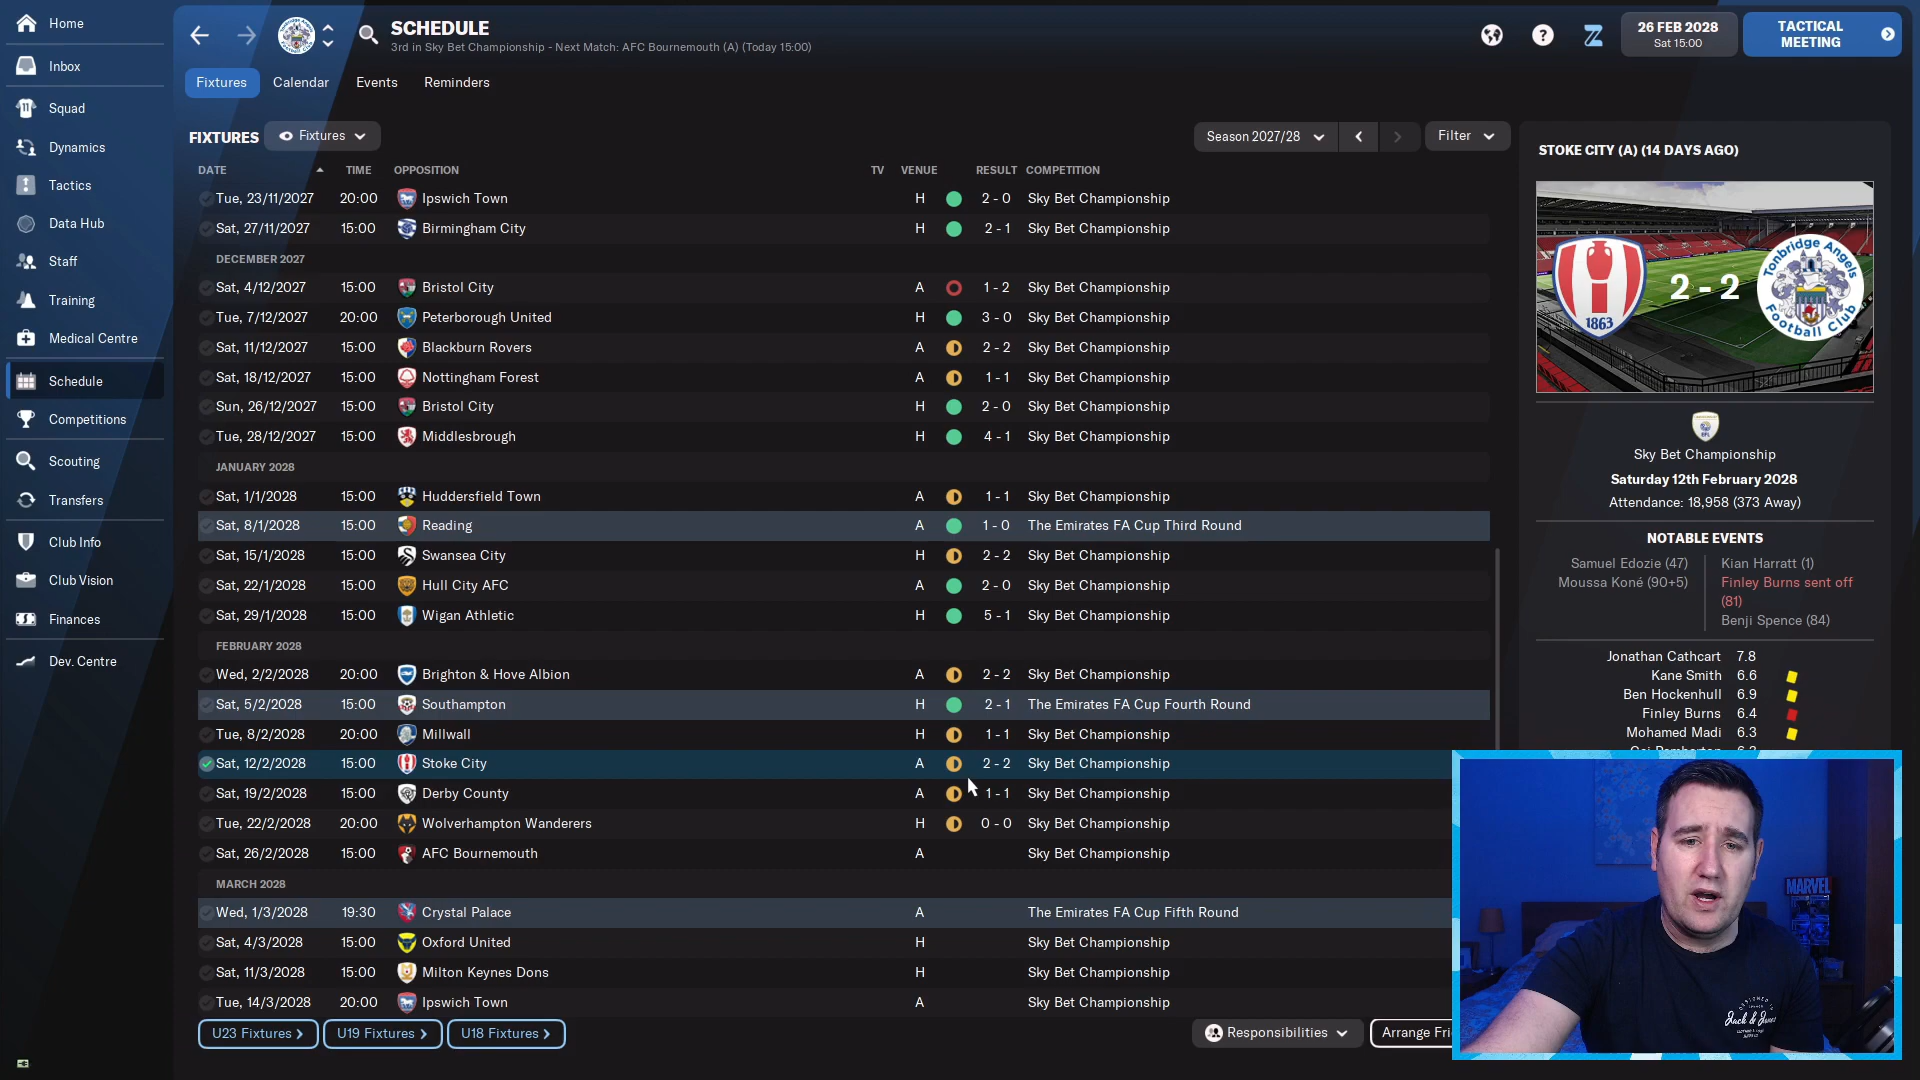 Home
Inbox
Squad
Dynamics
Tactics
Data Hub
Staff
Training
Medical Centre
Schedule
Competitions
Scouting
Transfers
Club Info
Club Vision
Finances
Dev. Centre
SCHEDULE
3rd in Sky Bet Championship - Next Match: AFC Bournemouth (A) (Today 15:00)
26 FEB 2028
Sat 15:00
TACTICAL MEETING
Fixtures Calendar Events Reminders
FIXTURES Fixtures Season 2027/28 Filter
DATE TIME OPPOSITION TV VENUE RESULT COMPETITION
Tue, 23/11/2027 20:00 Ipswich Town H 2 - 0 Sky Bet Championship
Sat, 27/11/2027 15:00 Birmingham City H 2 - 1 Sky Bet Championship
DECEMBER 2027
Sat, 4/12/2027 15:00 Bristol City A 1 - 2 Sky Bet Championship
Tue, 7/12/2027 20:00 Peterborough United H 3 - 0 Sky Bet Championship
Sat, 11/12/2027 15:00 Blackburn Rovers A 2 - 2 Sky Bet Championship
Sat, 18/12/2027 15:00 Nottingham Forest A 1 - 1 Sky Bet Championship
Sun, 26/12/2027 15:00 Bristol City H 2 - 0 Sky Bet Championship
Tue, 28/12/2027 15:00 Middlesbrough H 4 - 1 Sky Bet Championship
JANUARY 2028
Sat, 1/1/2028 15:00 Huddersfield Town A 1 - 1 Sky Bet Championship
Sat, 8/1/2028 15:00 Reading A 1 - 0 The Emirates FA Cup Third Round
Sat, 15/1/2028 15:00 Swansea City H 2 - 2 Sky Bet Championship
Sat, 22/1/2028 15:00 Hull City AFC A 2 - 0 Sky Bet Championship
Sat, 29/1/2028 15:00 Wigan Athletic H 5 - 1 Sky Bet Championship
FEBRUARY 2028
Wed, 2/2/2028 20:00 Brighton & Hove Albion A 2 - 2 Sky Bet Championship
Sat, 5/2/2028 15:00 Southampton H 2 - 1 The Emirates FA Cup Fourth Round
Tue, 8/2/2028 20:00 Millwall H 1 - 1 Sky Bet Championship
Sat, 12/2/2028 15:00 Stoke City A 2 - 2 Sky Bet Championship
Sat, 19/2/2028 15:00 Derby County A 1 - 1 Sky Bet Championship
Tue, 22/2/2028 20:00 Wolverhampton Wanderers H 0 - 0 Sky Bet Championship
Sat, 26/2/2028 15:00 AFC Bournemouth A Sky Bet Championship
MARCH 2028
Wed, 1/3/2028 19:30 Crystal Palace A The Emirates FA Cup Fifth Round
Sat, 4/3/2028 15:00 Oxford United H Sky Bet Championship
Sat, 11/3/2028 15:00 Milton Keynes Dons H Sky Bet Championship
Tue, 14/3/2028 20:00 Ipswich Town A Sky Bet Championship
U23 Fixtures U19 Fixtures U18 Fixtures Responsibilities Arrange Fri
STOKE CITY (A) (14 DAYS AGO)
1863
2 - 2
Tonbridge Angels
Football Club
EFL
Sky Bet Championship
Saturday 12th February 2028
Attendance: 18,958 (373 Away)
NOTABLE EVENTS
Samuel Edozie (47)
Moussa Koné (90+5)
Kian Harratt (1)
Finley Burns sent off
(81)
Benji Spence (84)
Jonathan Cathcart 7.8
Kane Smith 6.6
Ben Hockenhull 6.9
Finley Burns 6.4
Mohamed Madi 6.3
MARVEL
Jack & Jones